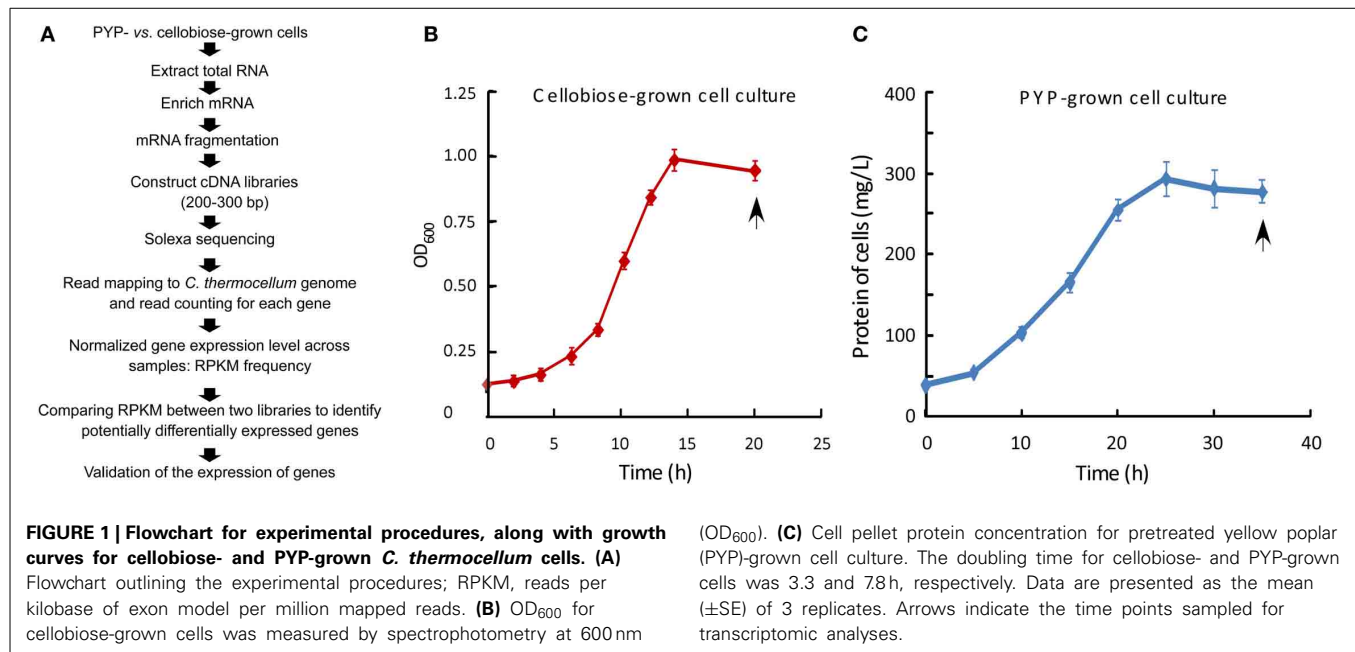 A
PYP- vs. cellobiose-grown cells
Extract total RNA
Enrich mRNA
mRNA fragmentation
Construct cDNA libraries
(200-300 bp)
Solexa sequencing
Read mapping to C. thermocellum genome
and read counting for each gene
Normalized gene expression level across
samples: RPKM frequency
Comparing RPKM between two libraries to identify
potentially differentially expressed genes
Validation of the expression of genes
B
Cellobiose-grown cell culture
OD600
1.25
1.00
0.75
0.50
0.25
0
0 5 10 15 20 25
Time (h)
C
PYP-grown cell culture
Protein of cells (mg/L)
400
300
200
100
0
0 10 20 30 40
Time (h)
FIGURE 1 | Flowchart for experimental procedures, along with growth
curves for cellobiose- and PYP-grown C. thermocellum cells. (A)
Flowchart outlining the experimental procedures; RPKM, reads per
kilobase of exon model per million mapped reads. (B) OD600 for
cellobiose-grown cells was measured by spectrophotometry at 600 nm
(OD600). (C) Cell pellet protein concentration for pretreated yellow poplar
(PYP)-grown cell culture. The doubling time for cellobiose- and PYP-grown
cells was 3.3 and 7.8 h, respectively. Data are presented as the mean
(±SE) of 3 replicates. Arrows indicate the time points sampled for
transcriptomic analyses.